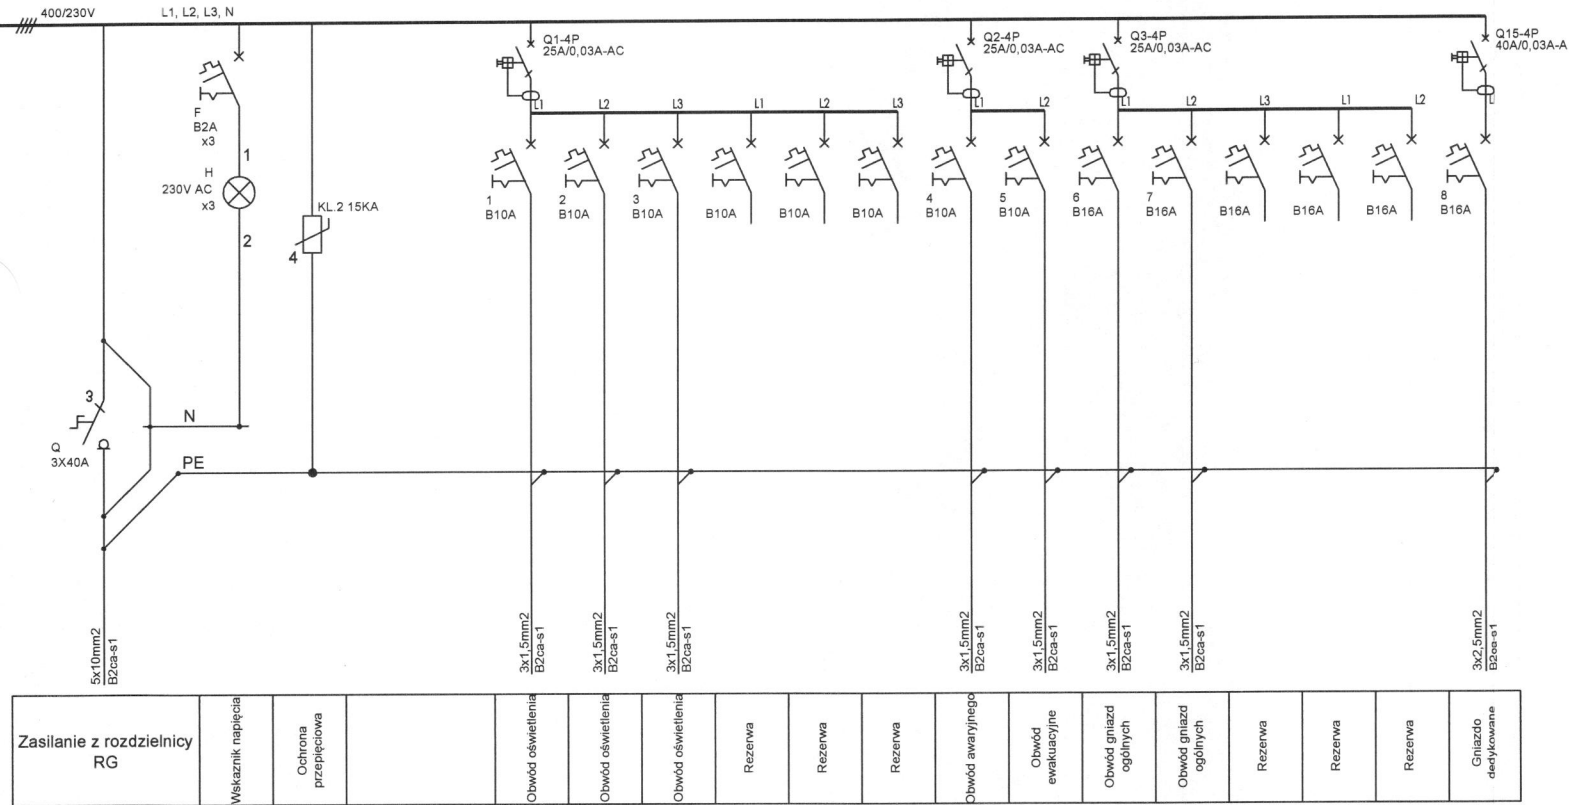 400/230V
L1, L2, L3, N
Q1-4P
25A/0,03A-AC
Q2-4P
25A/0,03A-AC
Q3-4P
25A/0,03A-AC
Q15-4P
40A/0,03A-A
L1
L2
L3
L1
L2
L3
L1
L2
L1
L2
L3
L1
L2
F
B2A
x3
1
H
230V AC
x3
2
KL.2 15KA
4
1
B10A
2
B10A
3
B10A
B10A
B10A
B10A
4
B10A
5
B10A
6
B16A
7
B16A
B16A
B16A
B16A
8
B16A
3
Q
3X40A
N
PE
5x10mm2
B2ca-s1
3x1,5mm2
B2ca-s1
3x1,5mm2
B2ca-s1
3x1,5mm2
B2ca-s1
3x1,5mm2
B2ca-s1
3x1,5mm2
B2ca-s1
3x1,5mm2
B2ca-s1
3x1,5mm2
B2ca-s1
3x2,5mm2
B2ca-s1
Zasilanie z rozdzielnicy
RG
Wskaznik napięcia
Ochrona
przepięciowa
Obwód oświetlenia
Obwód oświetlenia
Obwód oświetlenia
Rezerwa
Rezerwa
Rezerwa
Obwód awaryjnego
Obwód
ewakuacyjne
Obwód gniazd
ogólnych
Obwód gniazd
ogólnych
Rezerwa
Rezerwa
Rezerwa
Gniazdo
dedykowane